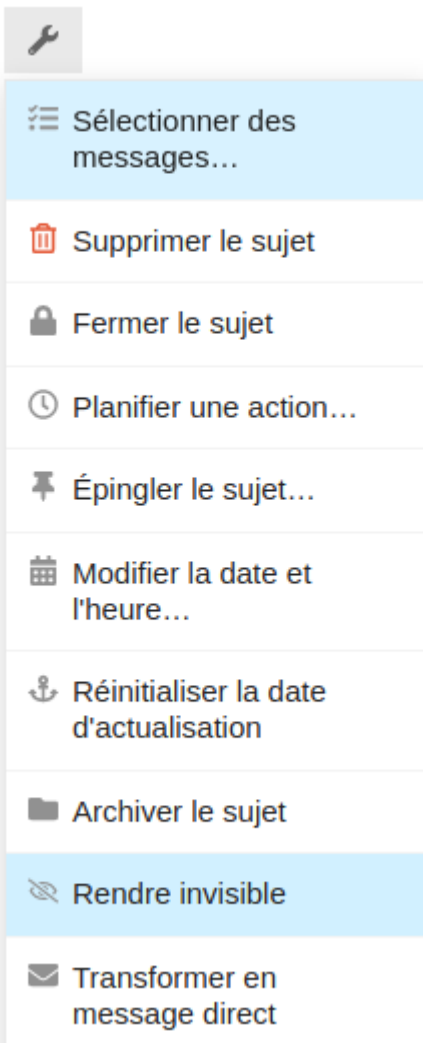 Sélectionner des
messages…
Supprimer le sujet
Fermer le sujet
Planifier une action…
Épingler le sujet…
Modifier la date et
l'heure…
Réinitialiser la date
d'actualisation
Archiver le sujet
Rendre invisible
Transformer en
message direct